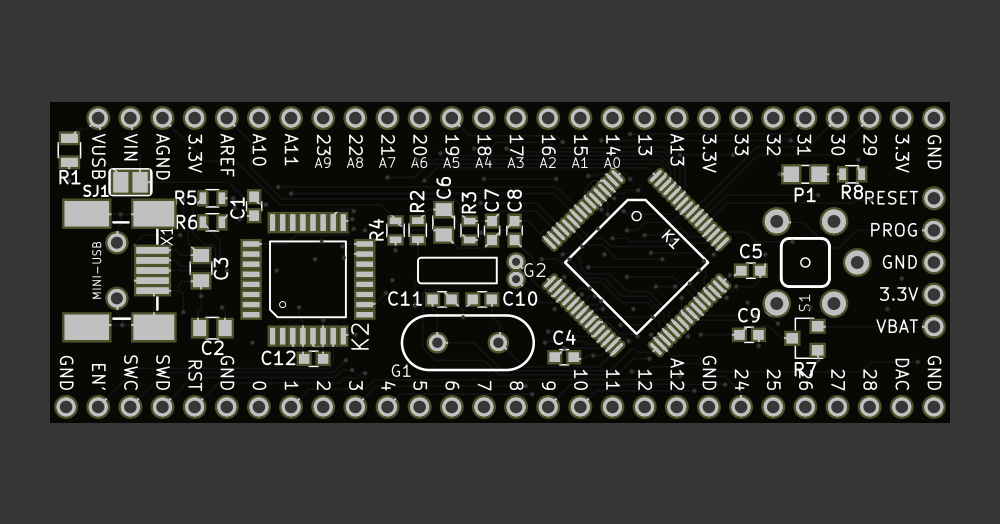 VUSB VIN AGND 3.3V AREF A10 A11 23 22 21 20 19 18 17 16 15 14 13 A13 3.3V 33 32 31 30 29 3.3V GND
A9 A8 A7 A6 A5 A4 A3 A2 A1 A0
R1
SJ1
R5
R6
C1
X1
MINI-USB
C3
C2
C12
K2
R4
R2
C6
R3
C7
C8
G2
C11
C10
G1
C4
K1
P1
R8
C5
S1
C9
R7
RESET
PROG
GND
3.3V
VBAT
GND EN' SWC SWD RST GND 0 1 2 3 4 5 6 7 8 9 10 11 12 A12 GND 24 25 26 27 28 DAC GND